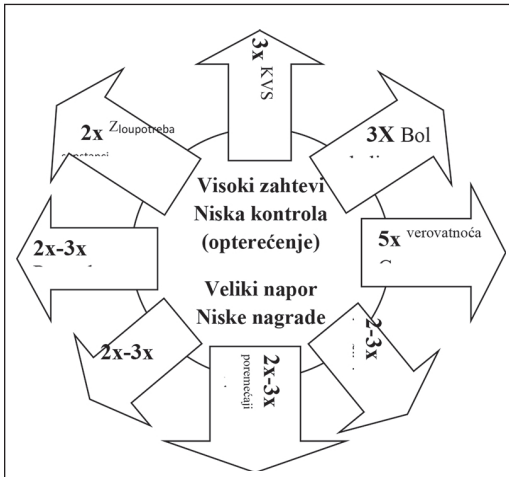 3x KVS
2x Zloupotreba
3X Bol
Visoki zahtevi
Niska kontrola
(opterećenje)
Veliki napor
Niske nagrade
2x-3x
5x verovatnoća
2x-3x
2x-3x
poremećaji
2-3x